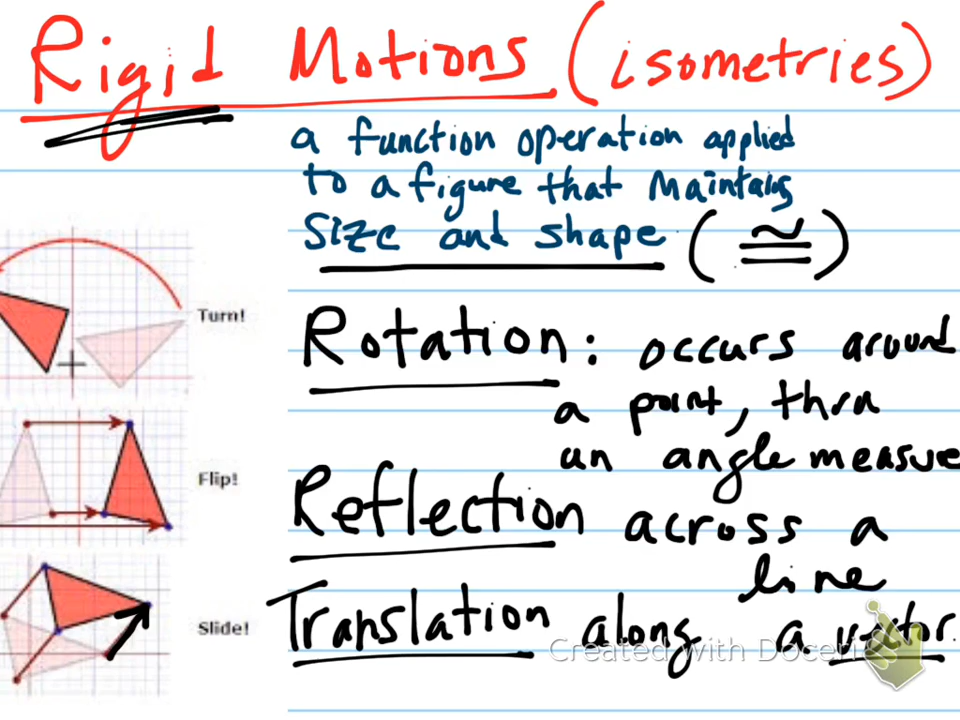 Rigid Motions (isometries)
a function operation applied
to a figure that Maintains
Size and shape (≅)
Turn!
Rotation: occurs around
a point, thru
an angle measure
Flip!
Reflection across a
line
Slide!
Translation along a vector.
Created with Doceri